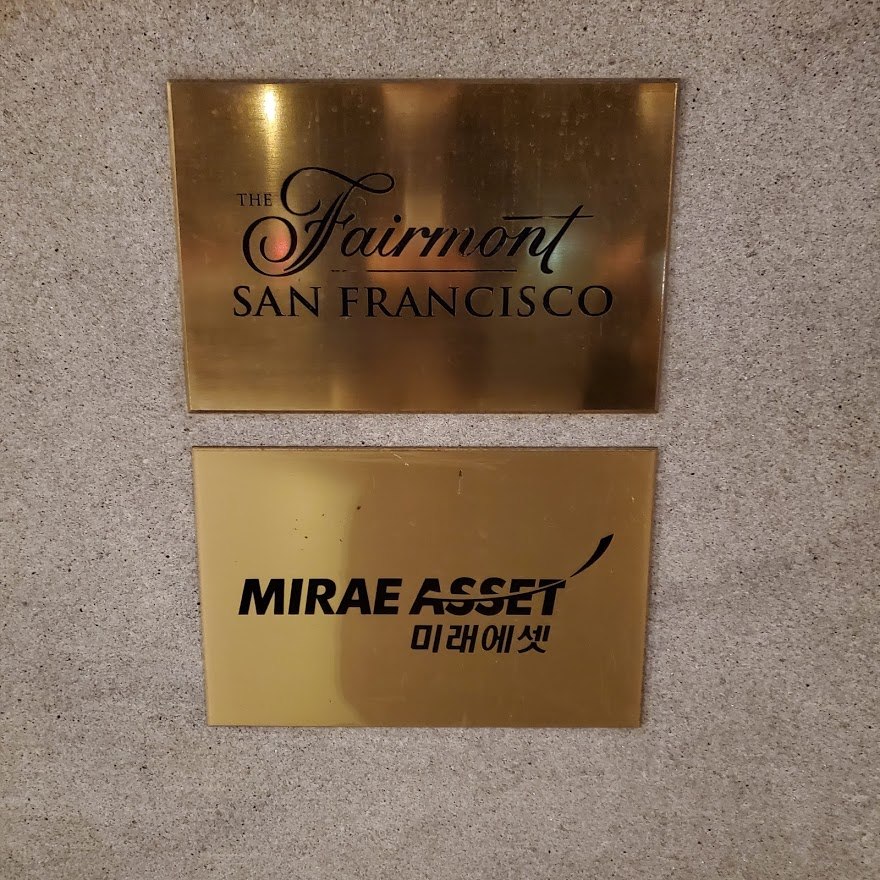 THE Fairmont
SAN FRANCISCO
MIRAE ASSET
미래에셋